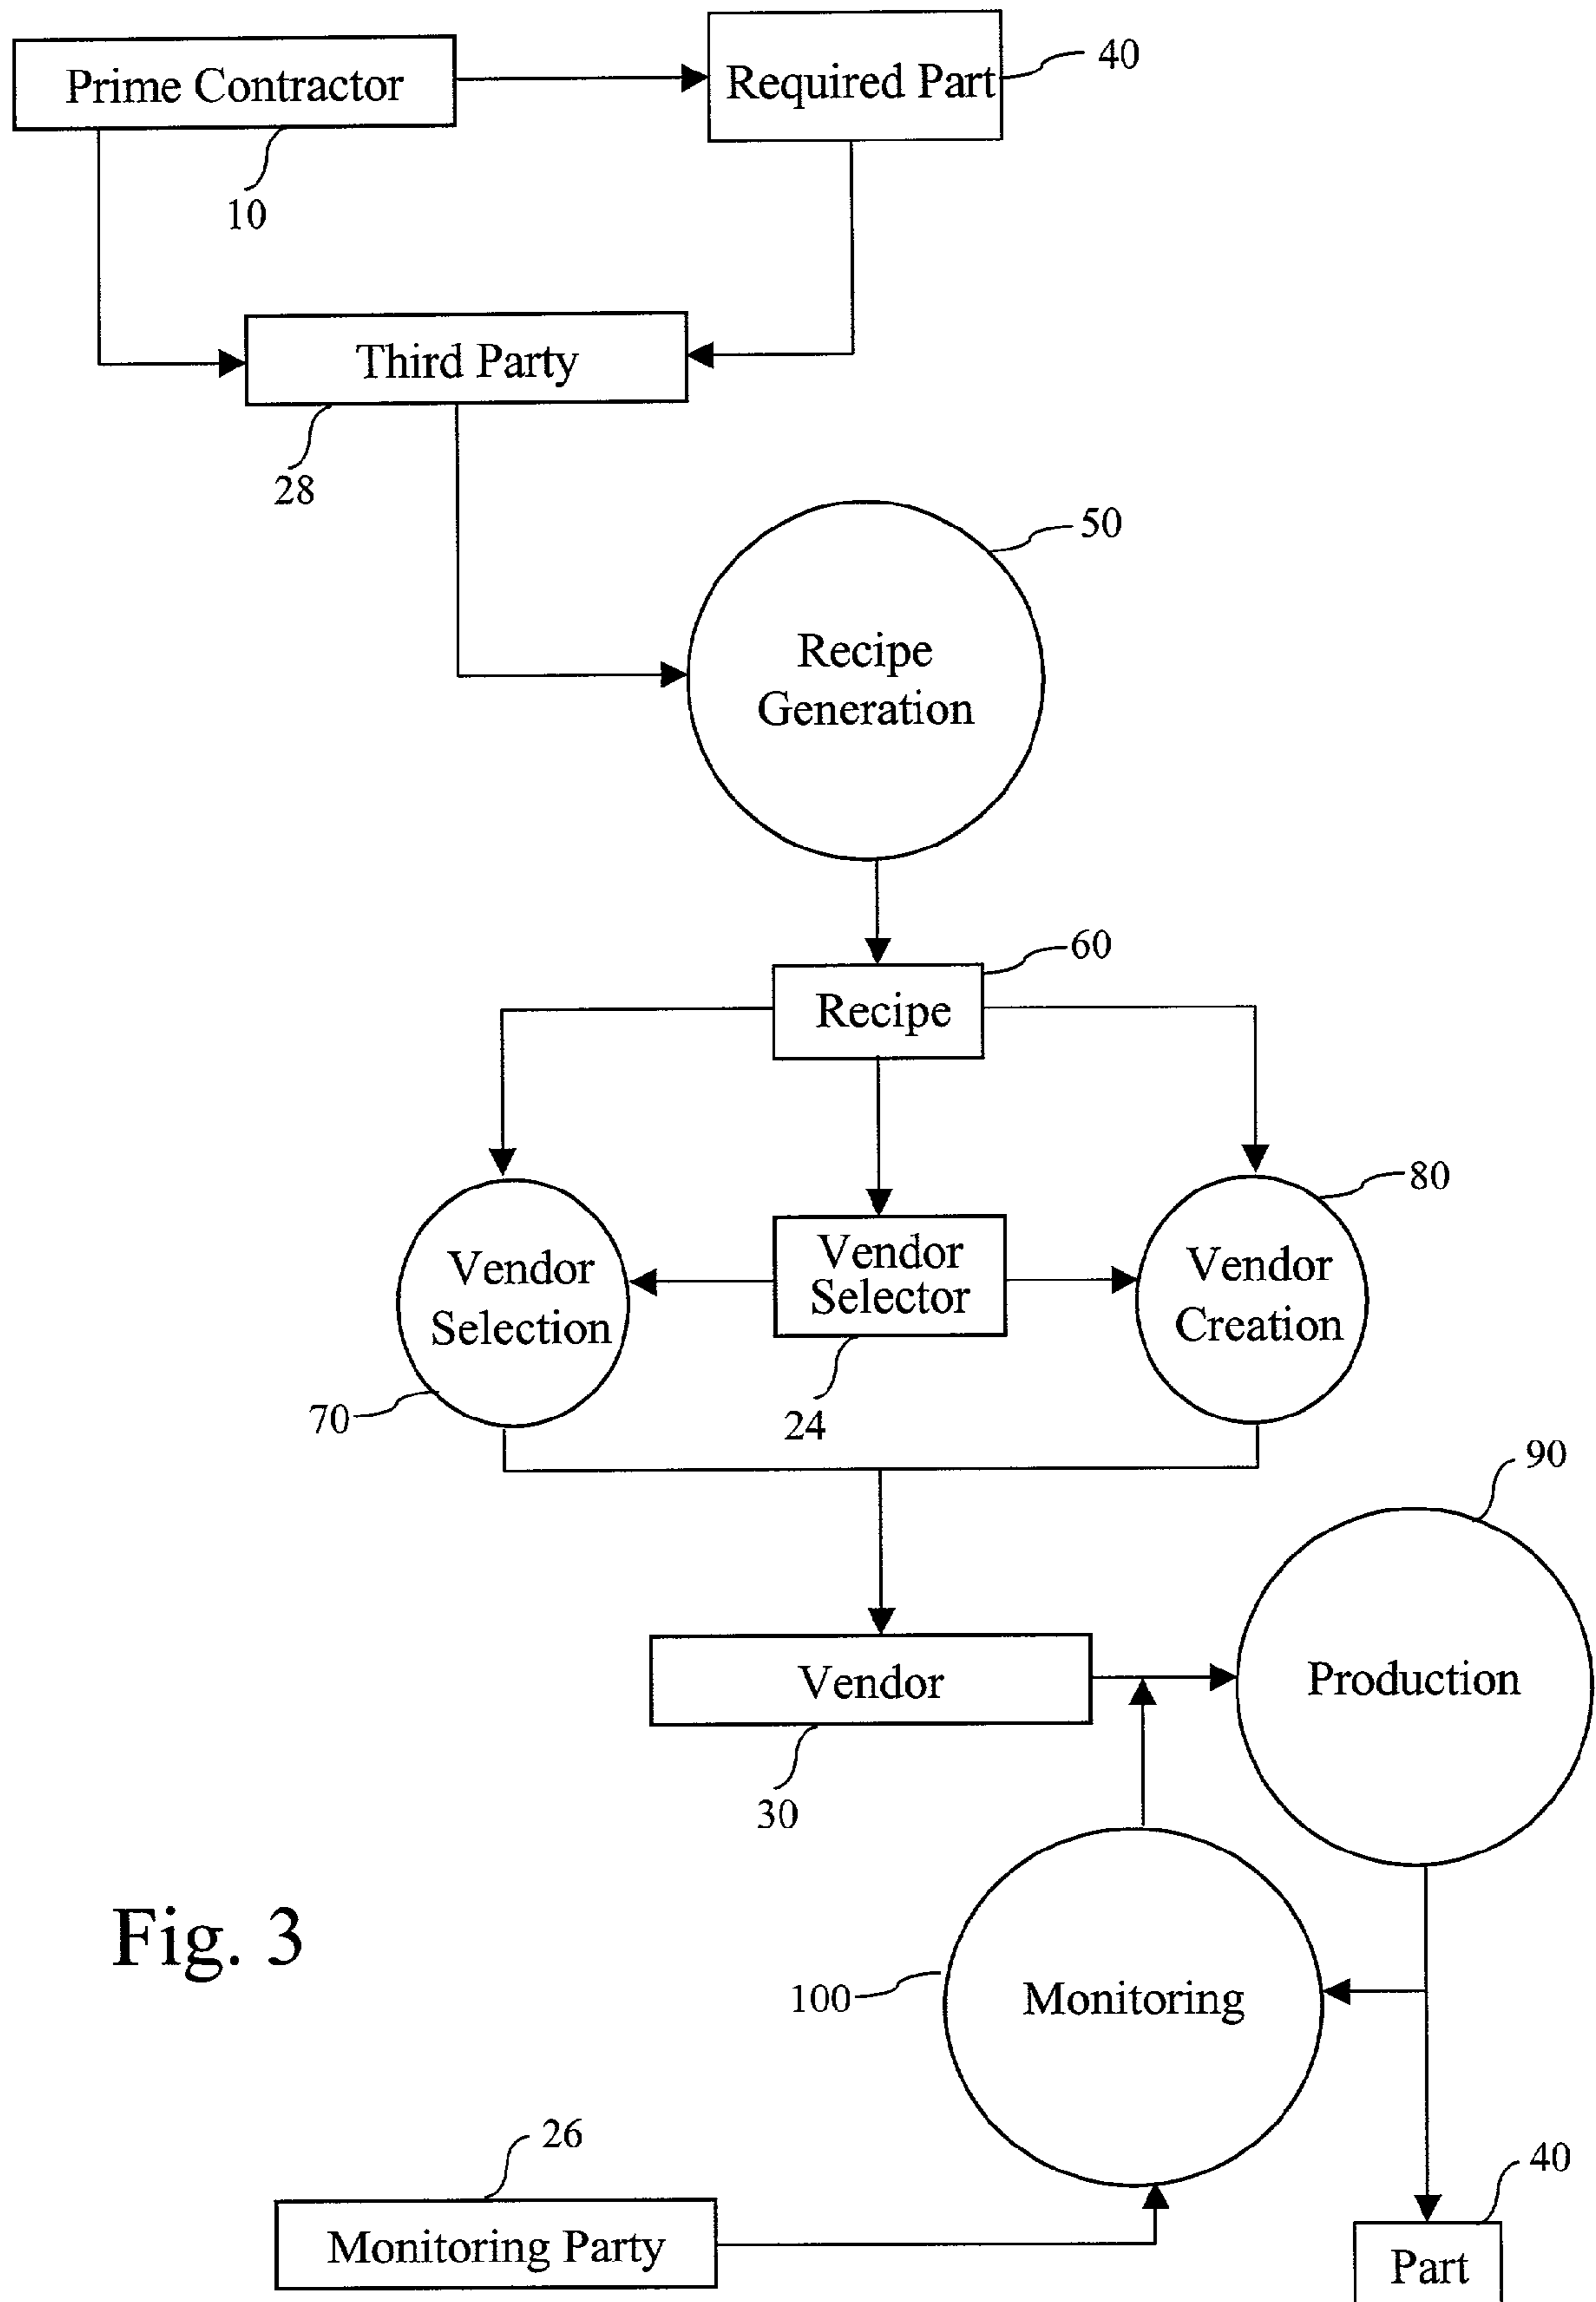 Prime Contractor
Required Part
40
10
Third Party
28
50
Recipe
Generation
60
Recipe
80
Vendor
Selection
Vendor
Selector
Vendor
Creation
70
24
90
Vendor
Production
30
Fig. 3
100
Monitoring
26
40
Monitoring Party
Part